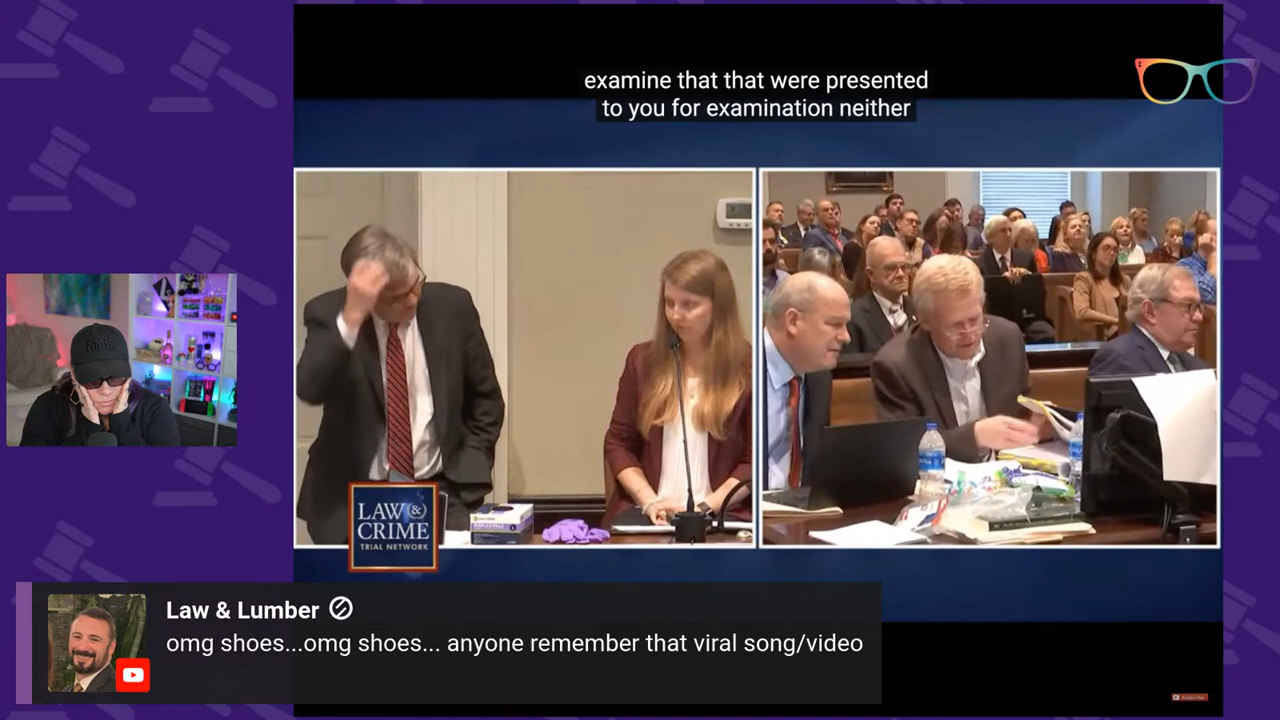 examine that that were presented
to you for examination neither
LAW &
CRIME
TRIAL NETWORK
Law & Lumber
omg shoes...omg shoes... anyone remember that viral song/video
Subscribe